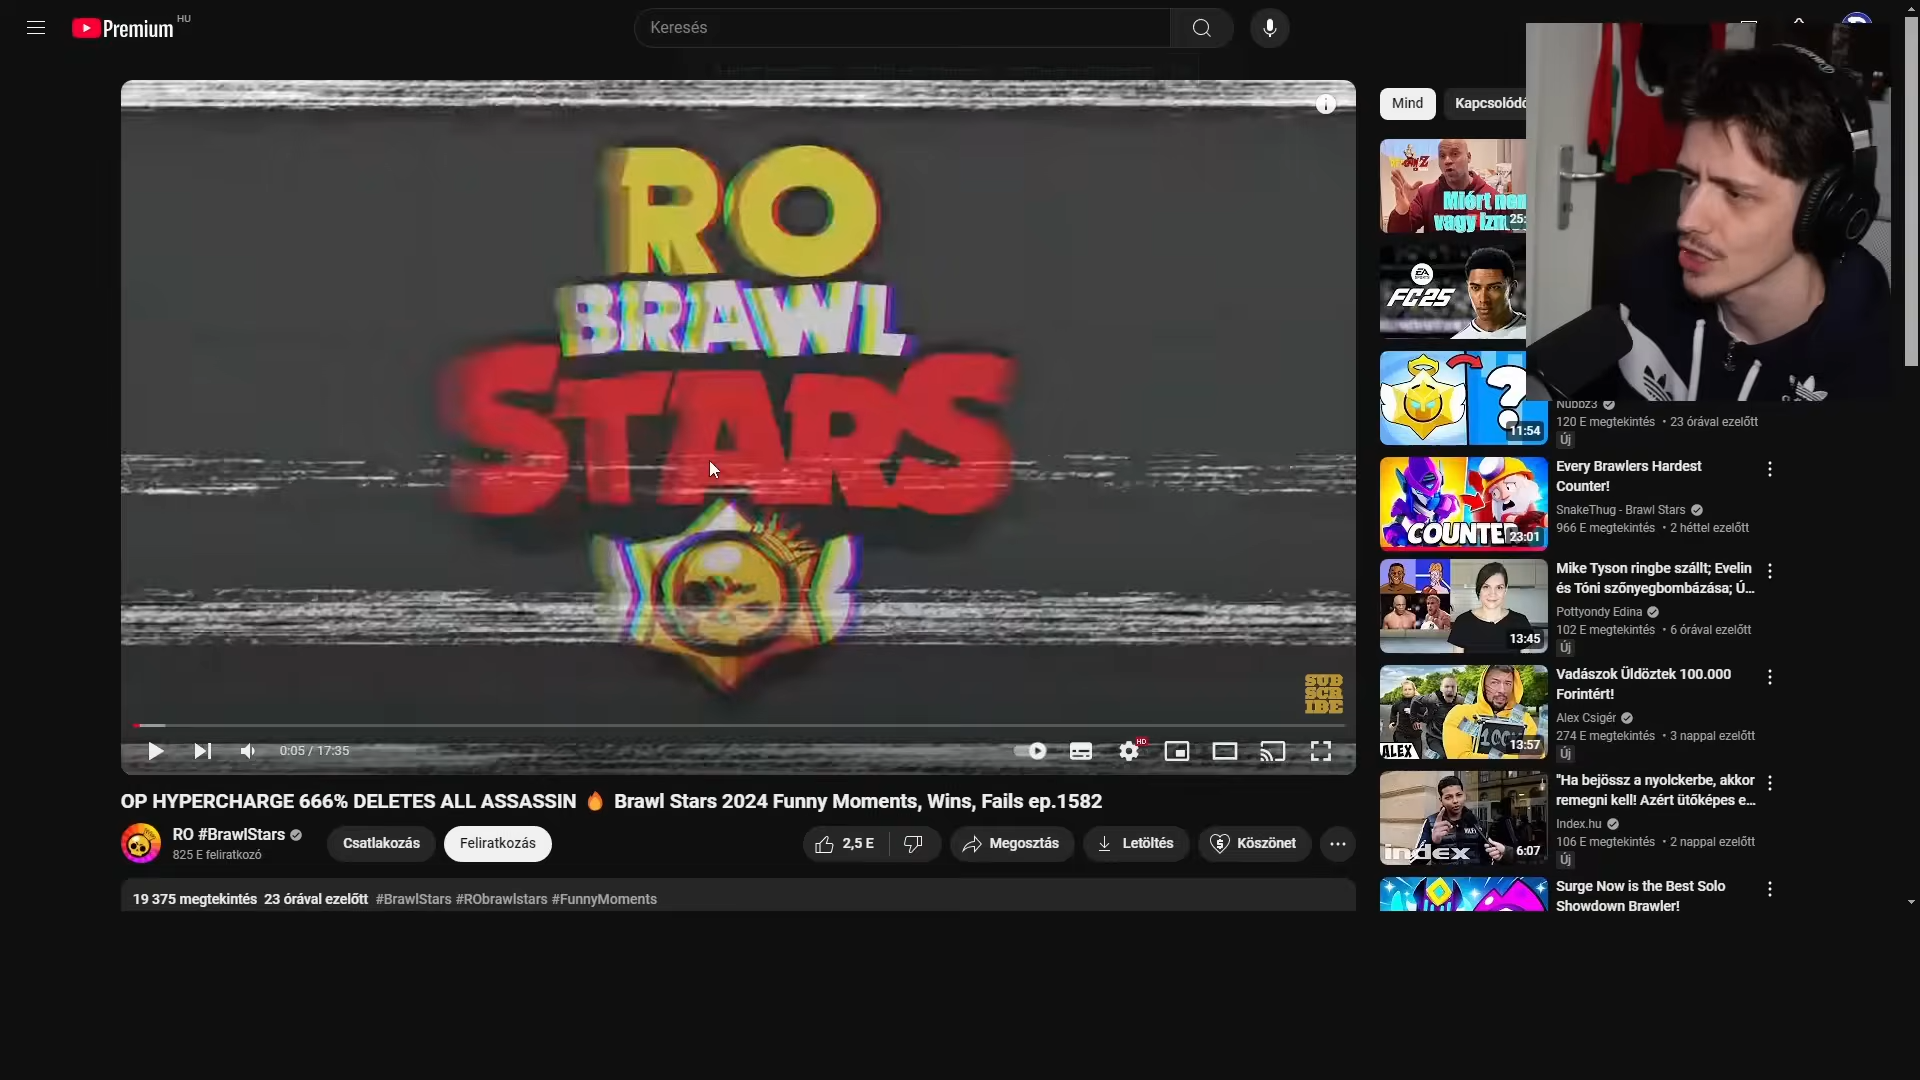 Premium HU
Keresés
RO
BRAWL
STARS
SUB
SCR
IBE
0:05 / 17:35
HD
OP HYPERCHARGE 666% DELETES ALL ASSASSIN 🔥 Brawl Stars 2024 Funny Moments, Wins, Fails ep.1582
RO #BrawlStars
825 E feliratkozó
Csatlakozás
Feliratkozás
2,5 E
Megosztás
Letöltés
Köszönet
19 375 megtekintés 23 órával ezelőtt #BrawlStars #RObrawlstars #FunnyMoments
Mind
Kapcsolódó
Miért nem
vagy
25:
EA
SPORTS
FC25
?
11:54
Nubbz3
120 E megtekintés • 23 órával ezelőtt
Új
COUNTE
23:01
Every Brawlers Hardest
Counter!
SnakeThug - Brawl Stars
966 E megtekintés • 2 héttel ezelőtt
13:45
Mike Tyson ringbe szállt; Evelin
és Tóni szőnyegbombázása; Ú...
Pottyondy Edina
102 E megtekintés • 6 órával ezelőtt
Új
ALEX
13:57
Vadászok Üldöztek 100.000
Forintért!
Alex Csigér
274 E megtekintés • 3 nappal ezelőtt
Új
index
6:07
"Ha bejössz a nyolckerbe, akkor
remegni kell! Azért ütőképes e...
Index.hu
106 E megtekintés • 2 nappal ezelőtt
Új
Surge Now is the Best Solo
Showdown Brawler!